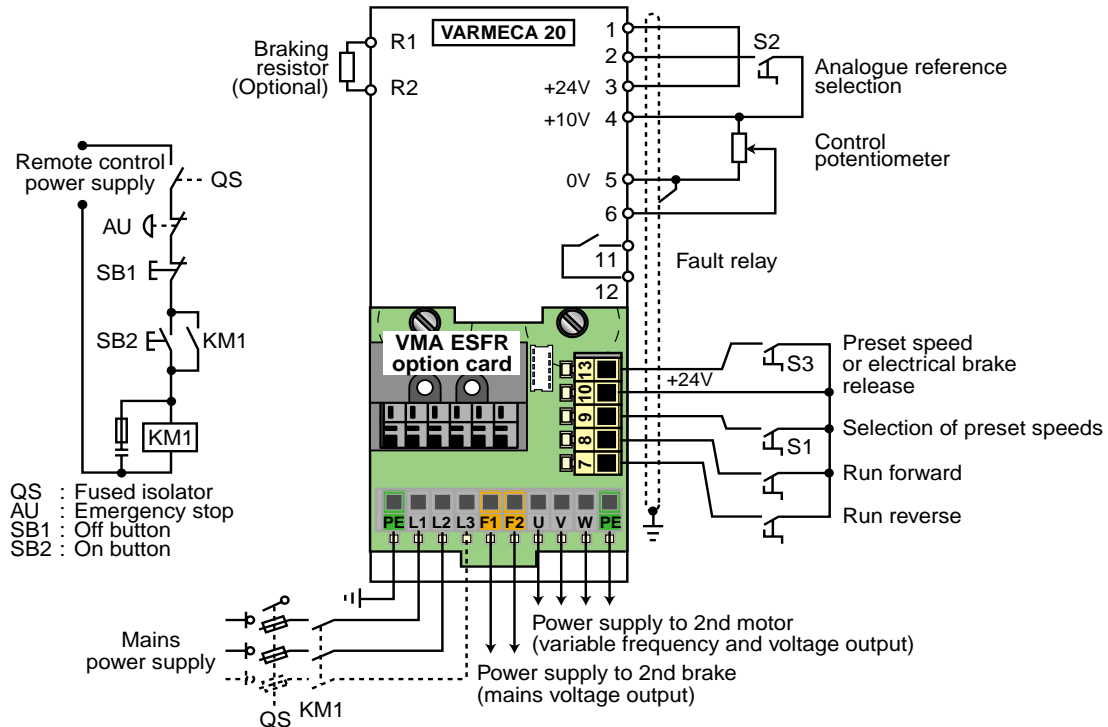 VARMECA 20
R1
R2
Braking
resistor
(Optional)
1
2
+24V 3
+10V 4
0V 5
6
11
12
S2
Analogue reference
selection
Control
potentiometer
Fault relay
Remote control
power supply
QS
AU
SB1
SB2
KM1
KM1
QS : Fused isolator
AU : Emergency stop
SB1 : Off button
SB2 : On button
VMA ESFR
option card
13
10
9
8
7
+24V
S3
Preset speed
or electrical brake
release
S1
Selection of preset speeds
Run forward
Run reverse
PE L1 L2 L3 F1 F2 U V W PE
Power supply to 2nd motor
(variable frequency and voltage output)
Power supply to 2nd brake
(mains voltage output)
Mains
power supply
QS
KM1